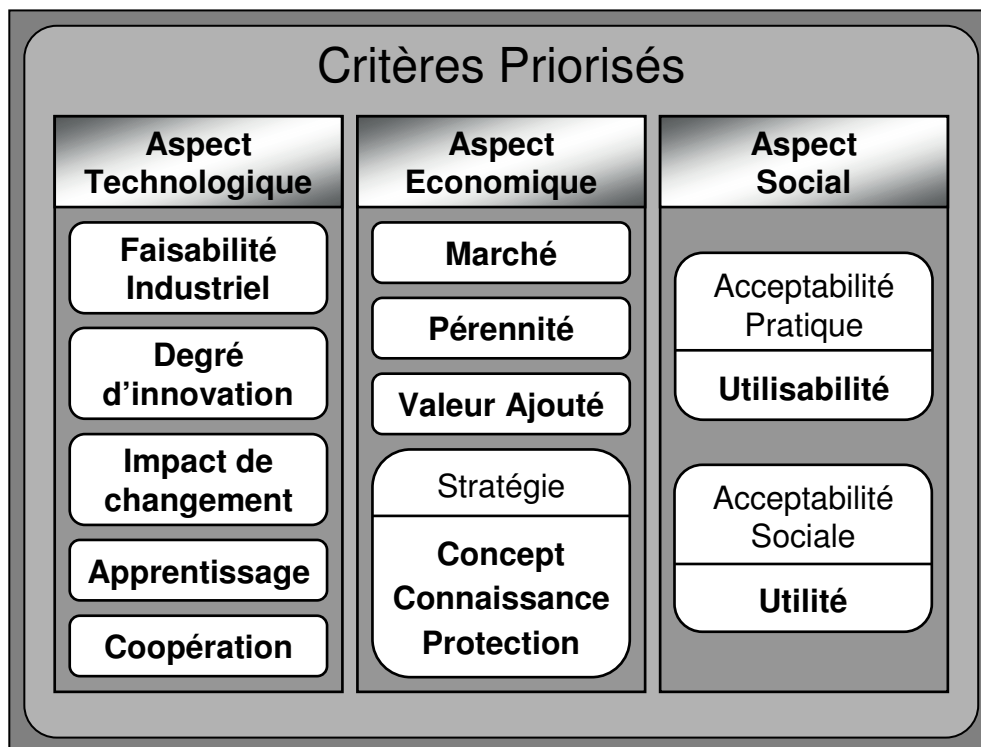 Critères Priorisés
Aspect
Technologique
Faisabilité
Industriel
Degré
d'innovation
Impact de
changement
Apprentissage
Coopération
Aspect
Economique
Marché
Pérennité
Valeur Ajouté
Stratégie
Concept
Connaissance
Protection
Aspect
Social
Acceptabilité
Pratique
Utilisabilité
Acceptabilité
Sociale
Utilité